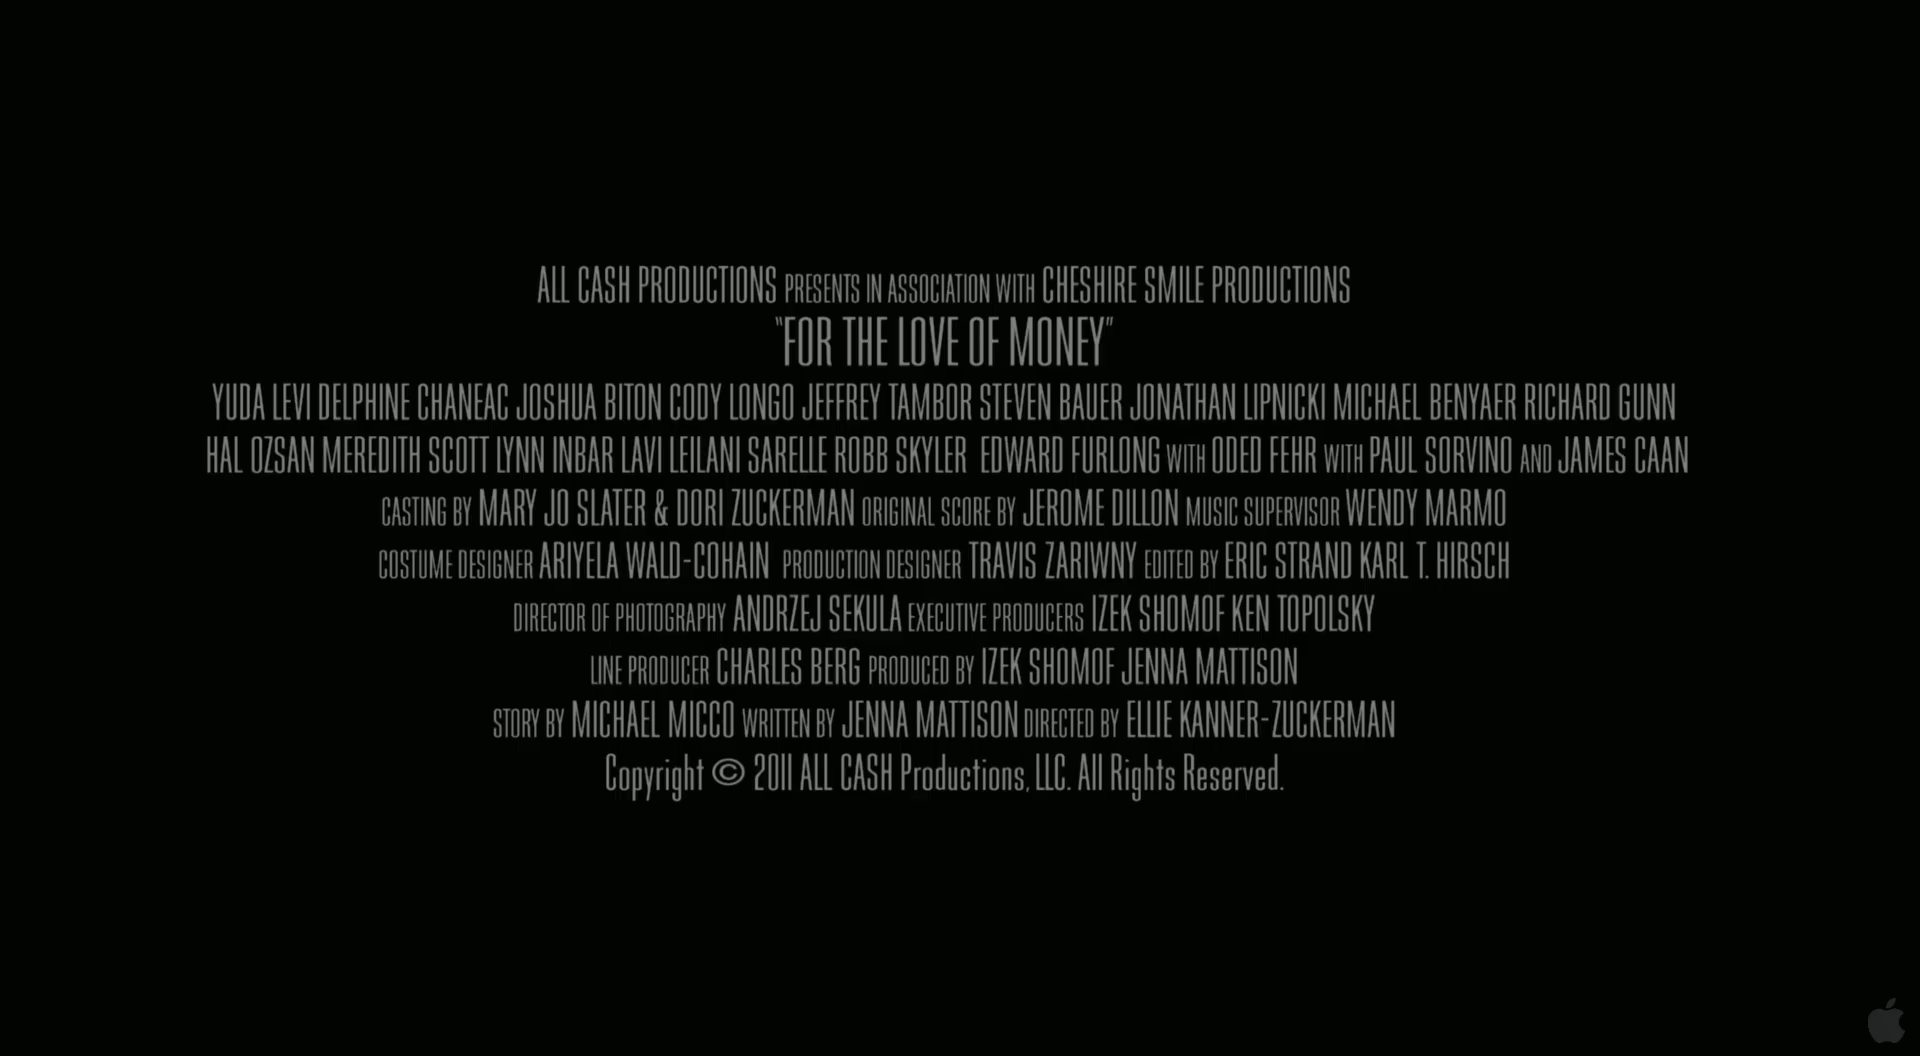 ALL CASH PRODUCTIONS PRESENTS IN ASSOCIATION WITH CHESHIRE SMILE PRODUCTIONS
"FOR THE LOVE OF MONEY"
YUDA LEVI DELPHINE CHANEAC JOSHUA BITON CODY LONGO JEFFREY TAMBOR STEVEN BAUER JONATHAN LIPNICKI MICHAEL BENYAER RICHARD GUNN
HAL OZSAN MEREDITH SCOTT LYNN INBAR LAVI LEILANI SARELLE ROBB SKYLER EDWARD FURLONG WITH ODED FEHR WITH PAUL SORVINO AND JAMES CAAN
CASTING BY MARY JO SLATER & DORI ZUCKERMAN ORIGINAL SCORE BY JEROME DILLON MUSIC SUPERVISOR WENDY MARMO
COSTUME DESIGNER ARIYELA WALD-COHAIN PRODUCTION DESIGNER TRAVIS ZARIWNY EDITED BY ERIC STRAND KARL T. HIRSCH
DIRECTOR OF PHOTOGRAPHY ANDRZEJ SEKULA EXECUTIVE PRODUCERS IZEK SHOMOF KEN TOPOLSKY
LINE PRODUCER CHARLES BERG PRODUCED BY IZEK SHOMOF JENNA MATTISON
STORY BY MICHAEL MICCO WRITTEN BY JENNA MATTISON DIRECTED BY ELLIE KANNER-ZUCKERMAN
Copyright © 2011 ALL CASH Productions, LLC. All Rights Reserved.